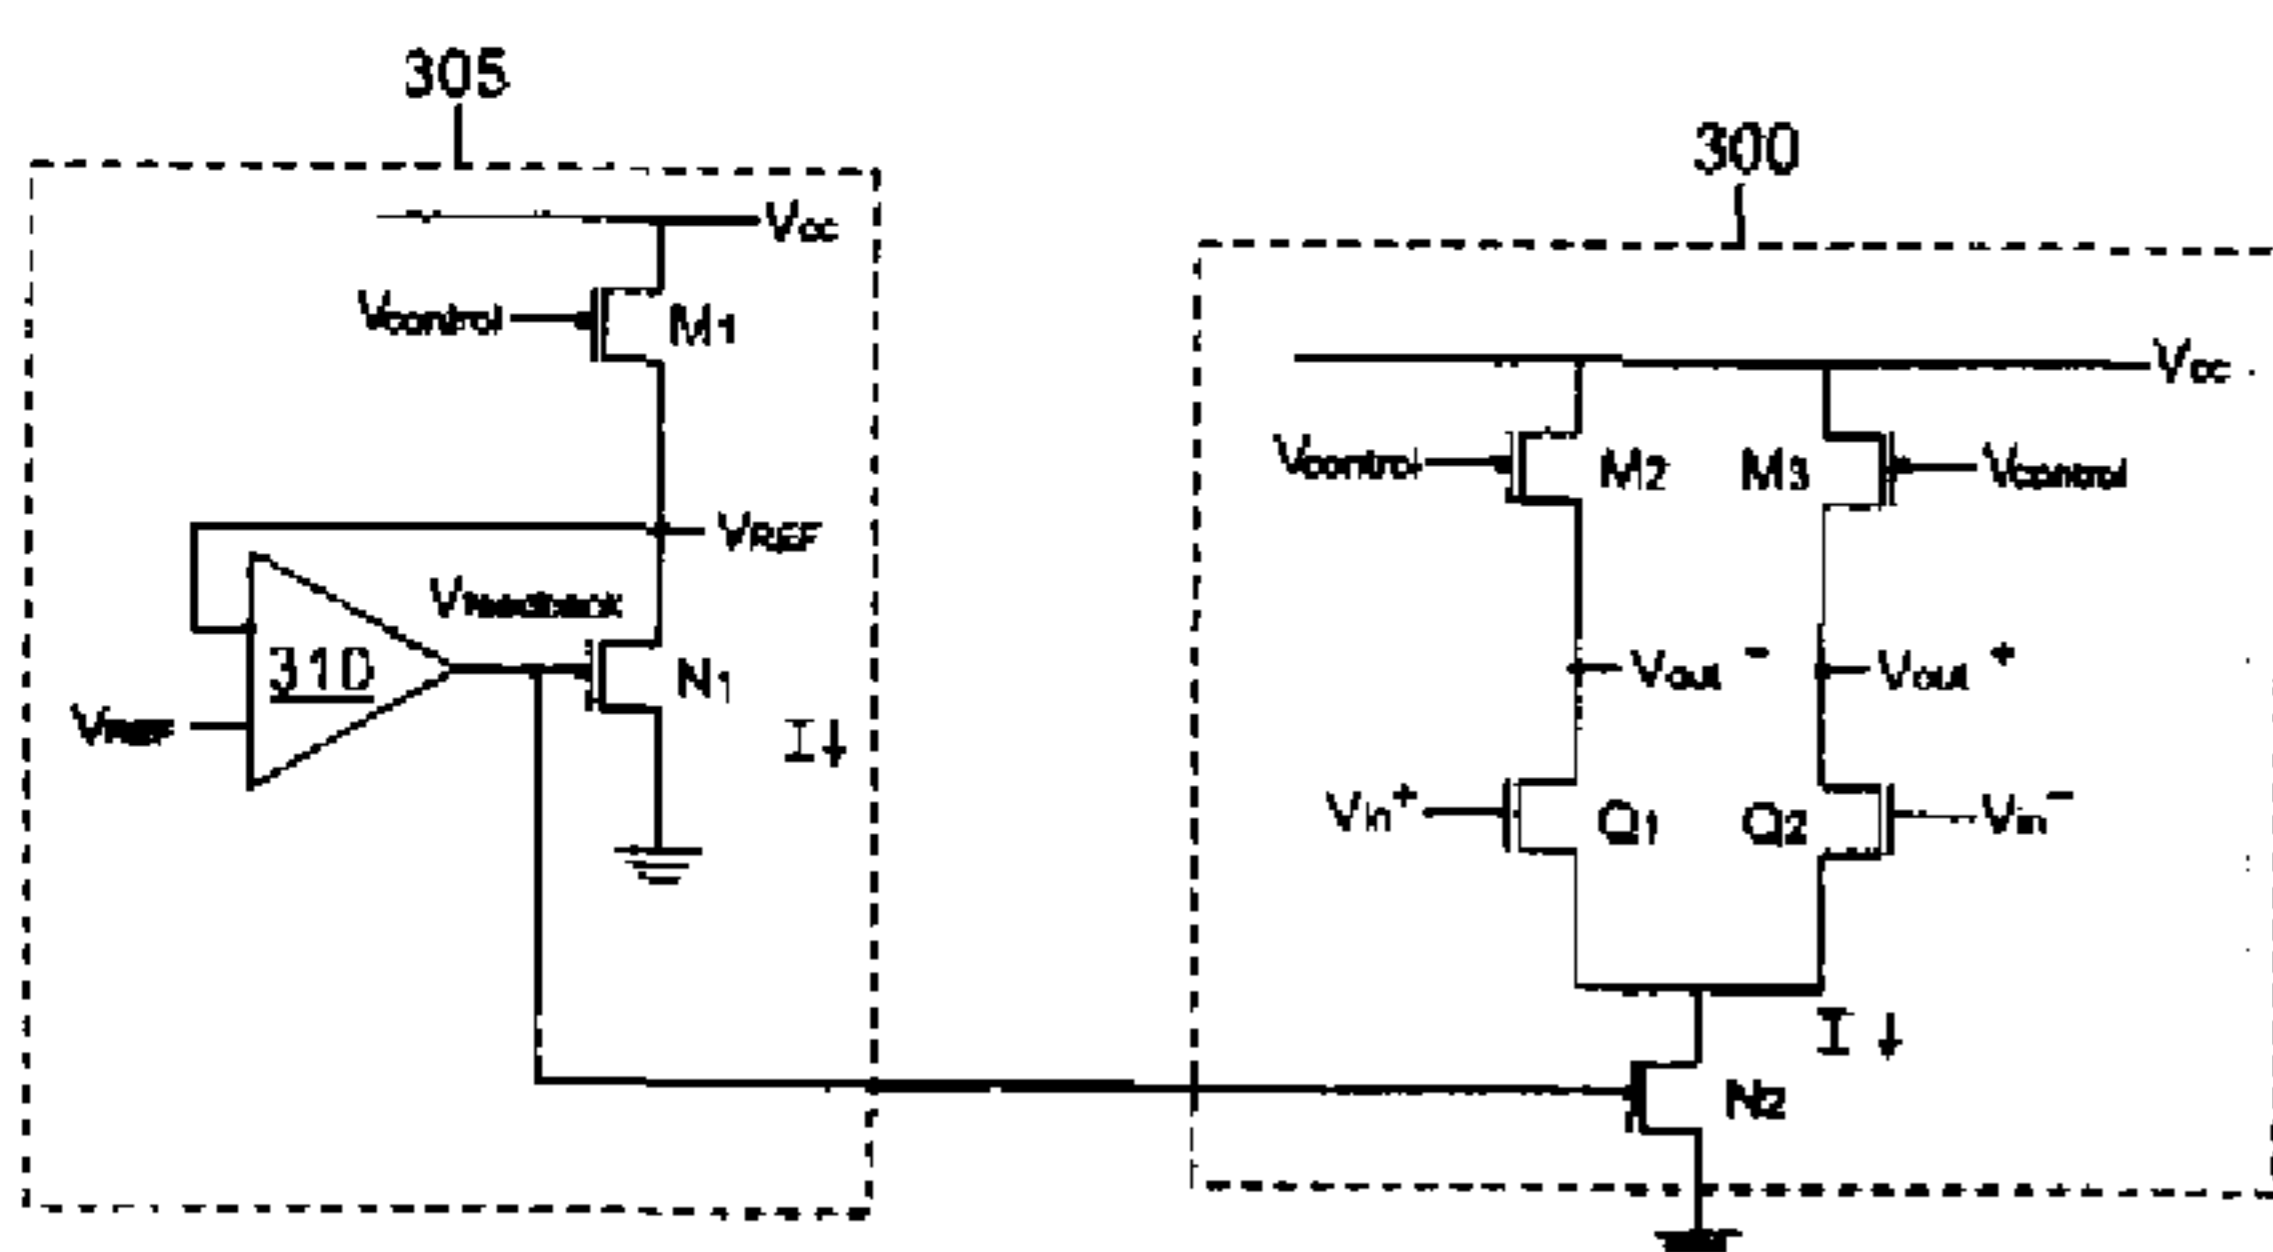 305
Vcc
Vcontrol
M1
VREF
Vfeedback
310
N1
VREF
I
300
Vcc
Vcontrol
M2
M3
Vcontrol
Vout -
Vout +
Vin+
Q1
Q2
Vin-
I
N2